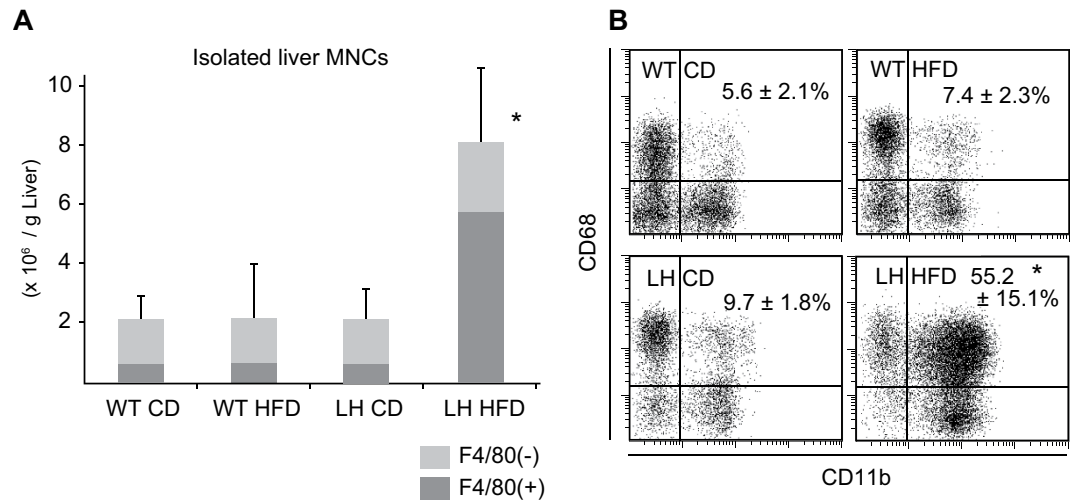 A
Isolated liver MNCs
(x 10⁶ / g Liver)
10
8
6
4
2
*
WT CD
WT HFD
LH CD
LH HFD
F4/80(-)
F4/80(+)
B
WT CD
5.6 ± 2.1%
WT HFD
7.4 ± 2.3%
LH CD
9.7 ± 1.8%
LH HFD 55.2 *
± 15.1%
CD68
CD11b